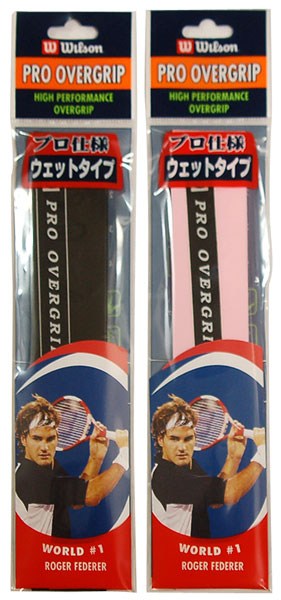 W Wilson
PRO OVERGRIP
HIGH PERFORMANCE
OVERGRIP
プロ仕様
ウェットタイプ
PRO OVERGRIP
WORLD #1
ROGER FEDERER
W Wilson
PRO OVERGRIP
HIGH PERFORMANCE
OVERGRIP
プロ仕様
ウェットタイプ
PRO OVERGRIP
WORLD #1
ROGER FEDERER